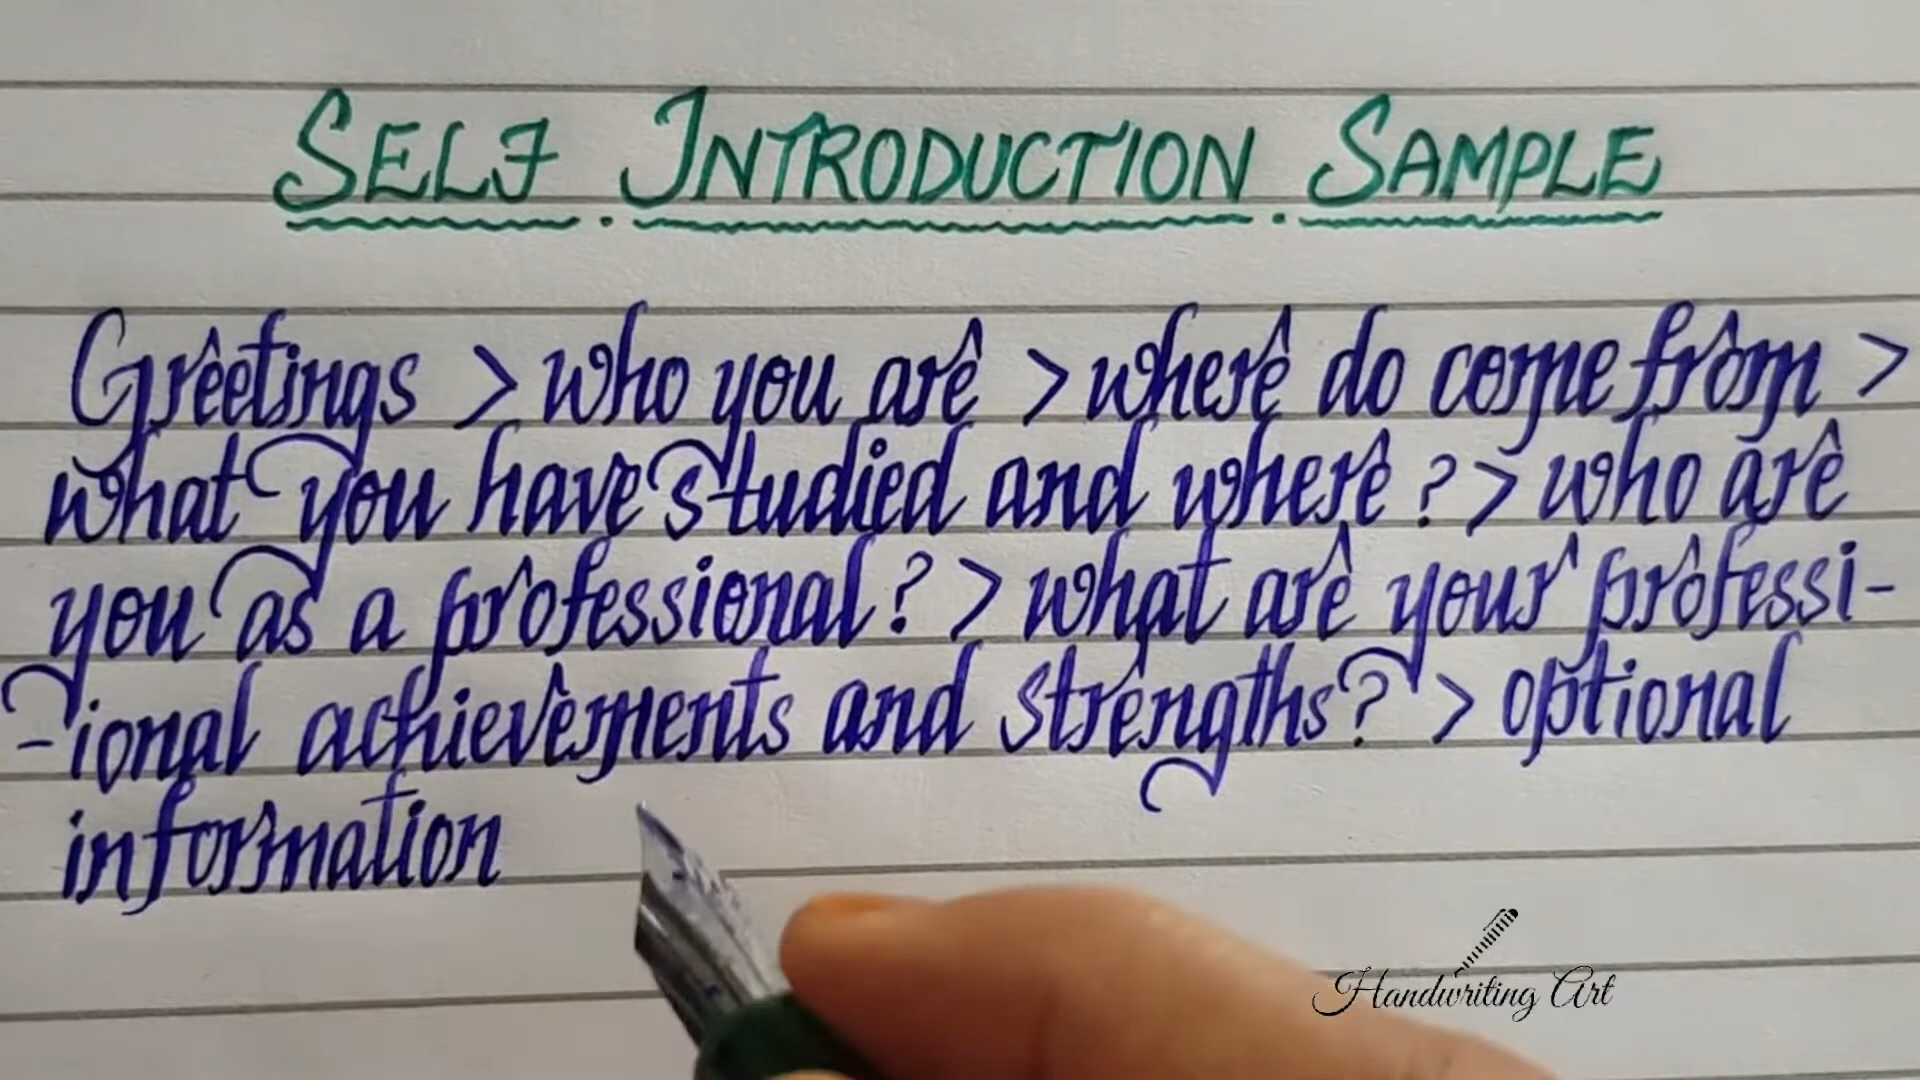 SELF INTRODUCTION SAMPLE
Greetings > who you are > where do come from >
what you have studied and where ? > who are
you as a professional ? > what are your professi-
-ional achievements and strengths ? > optional
information
Handwriting Art